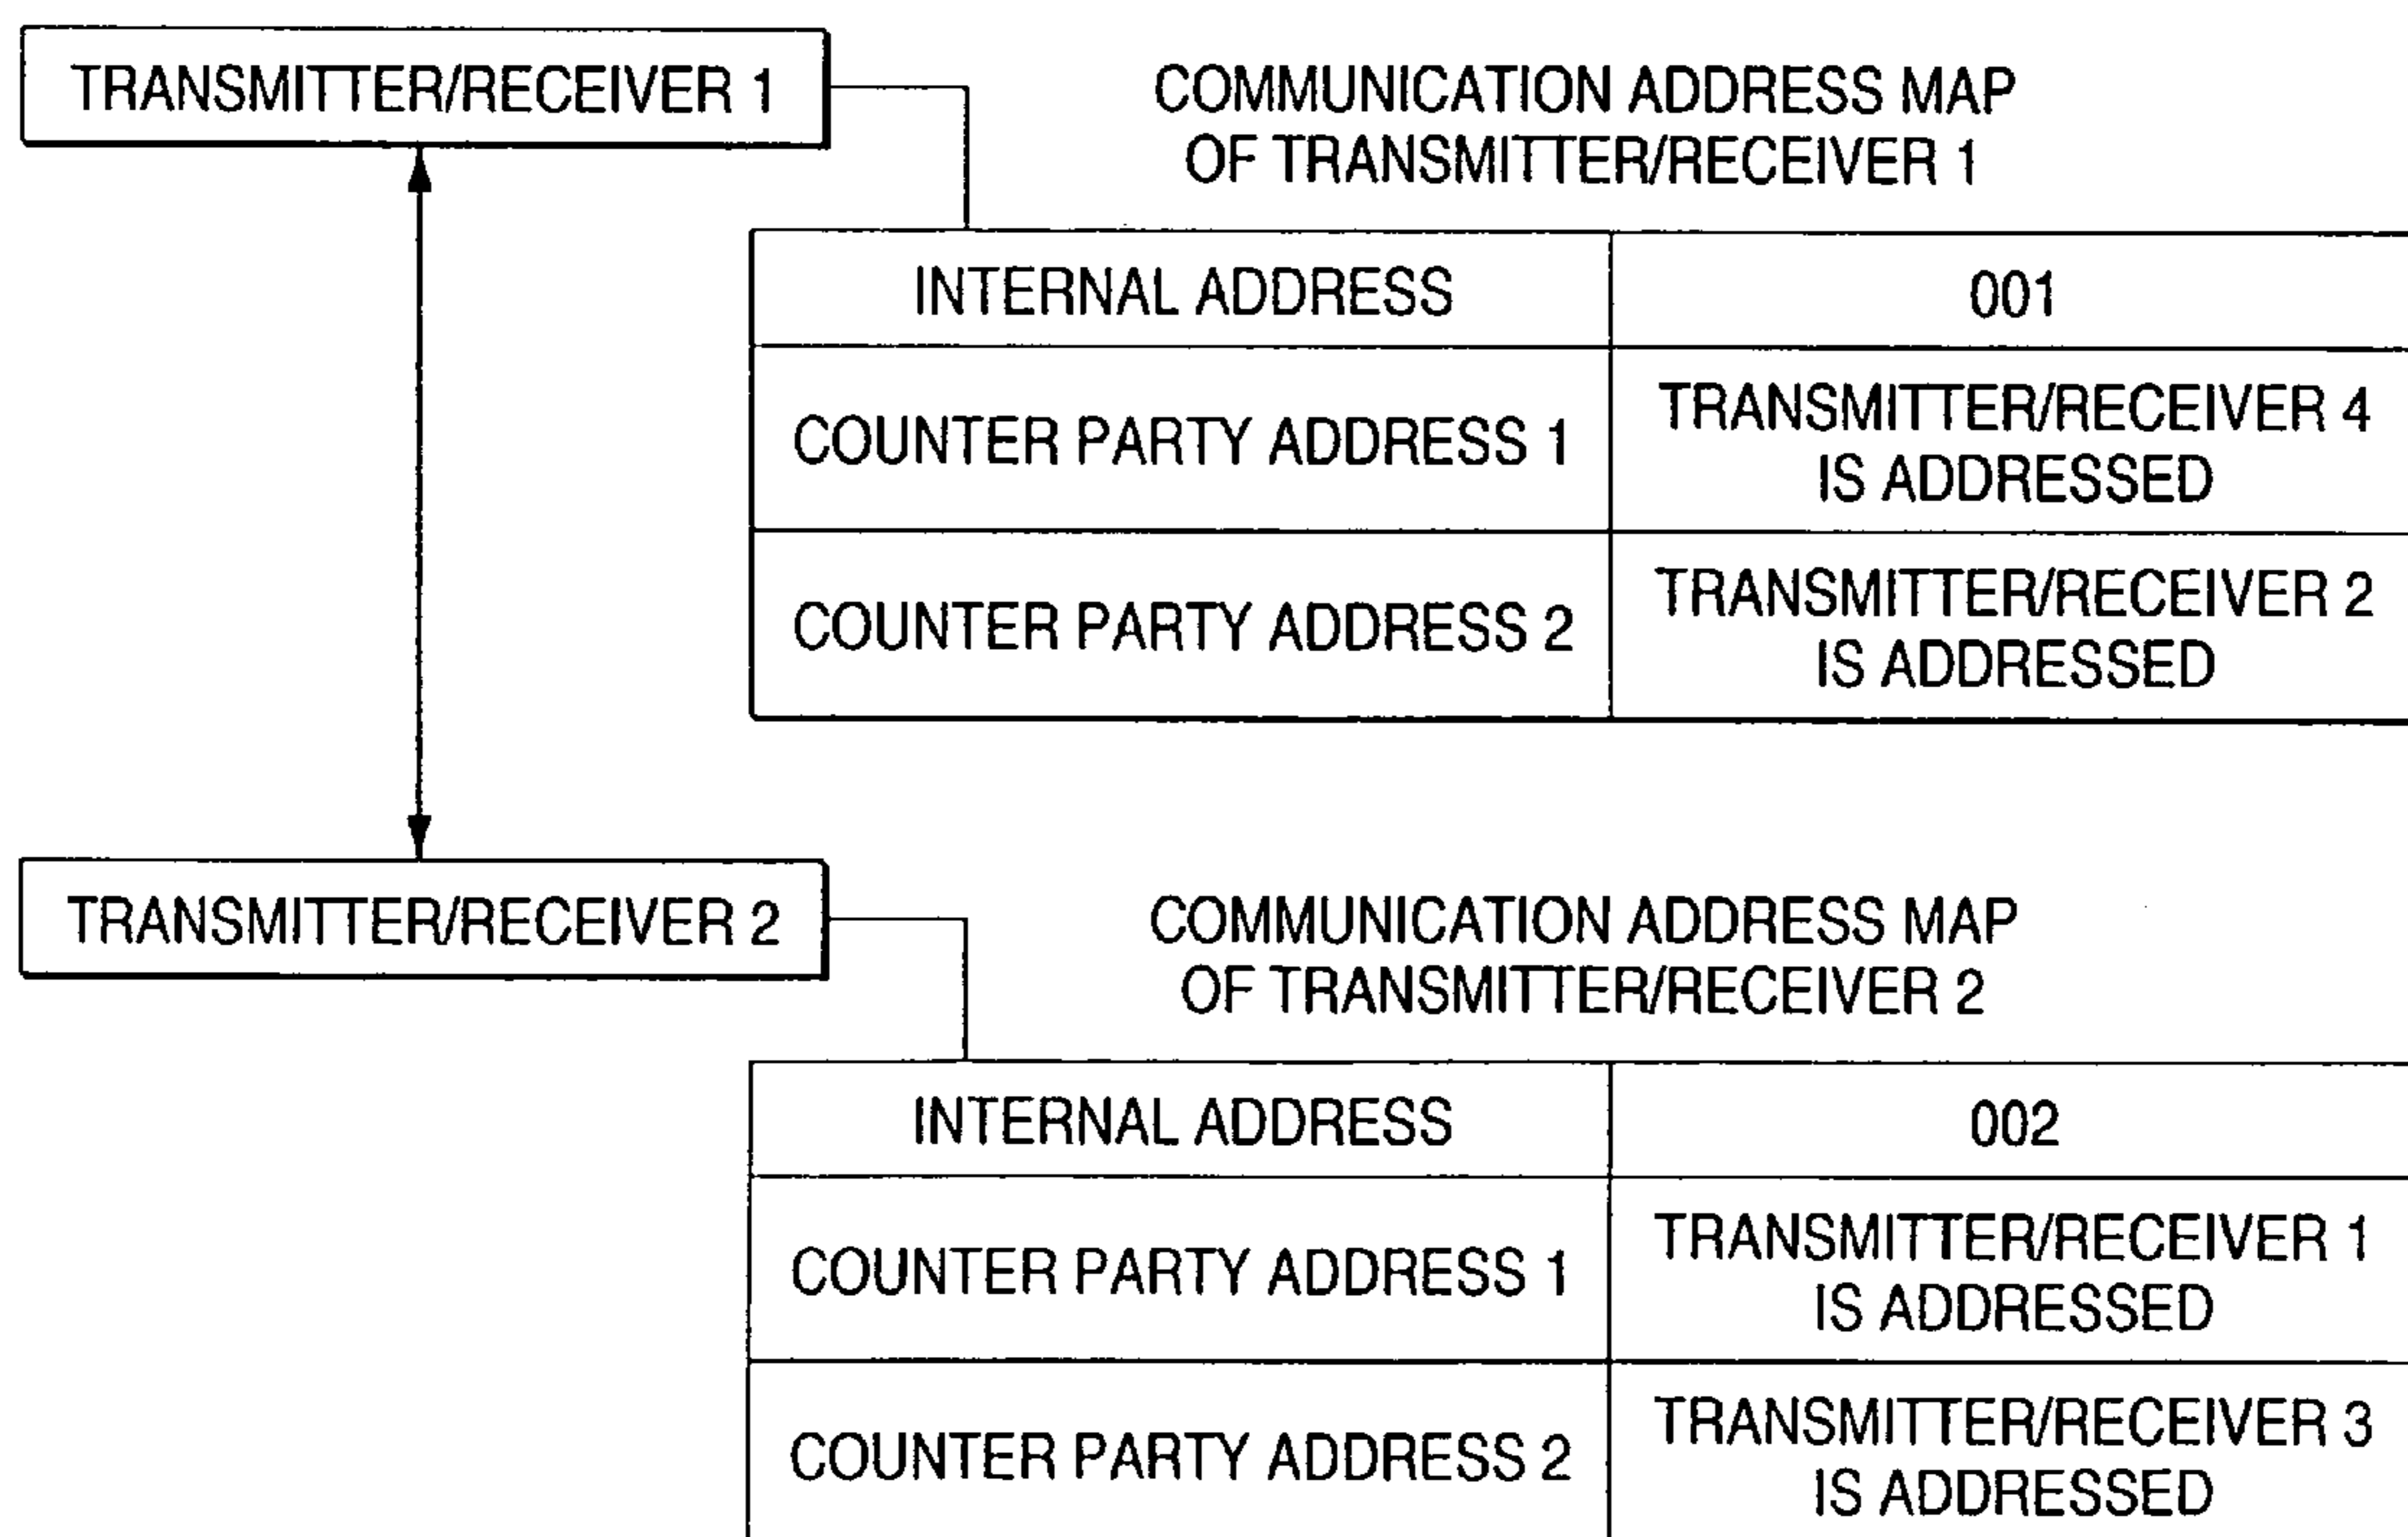 TRANSMITTER/RECEIVER 1
COMMUNICATION ADDRESS MAP
OF TRANSMITTER/RECEIVER 1
INTERNAL ADDRESS
001
COUNTER PARTY ADDRESS 1
TRANSMITTER/RECEIVER 4
IS ADDRESSED
COUNTER PARTY ADDRESS 2
TRANSMITTER/RECEIVER 2
IS ADDRESSED
TRANSMITTER/RECEIVER 2
COMMUNICATION ADDRESS MAP
OF TRANSMITTER/RECEIVER 2
INTERNAL ADDRESS
002
COUNTER PARTY ADDRESS 1
TRANSMITTER/RECEIVER 1
IS ADDRESSED
COUNTER PARTY ADDRESS 2
TRANSMITTER/RECEIVER 3
IS ADDRESSED